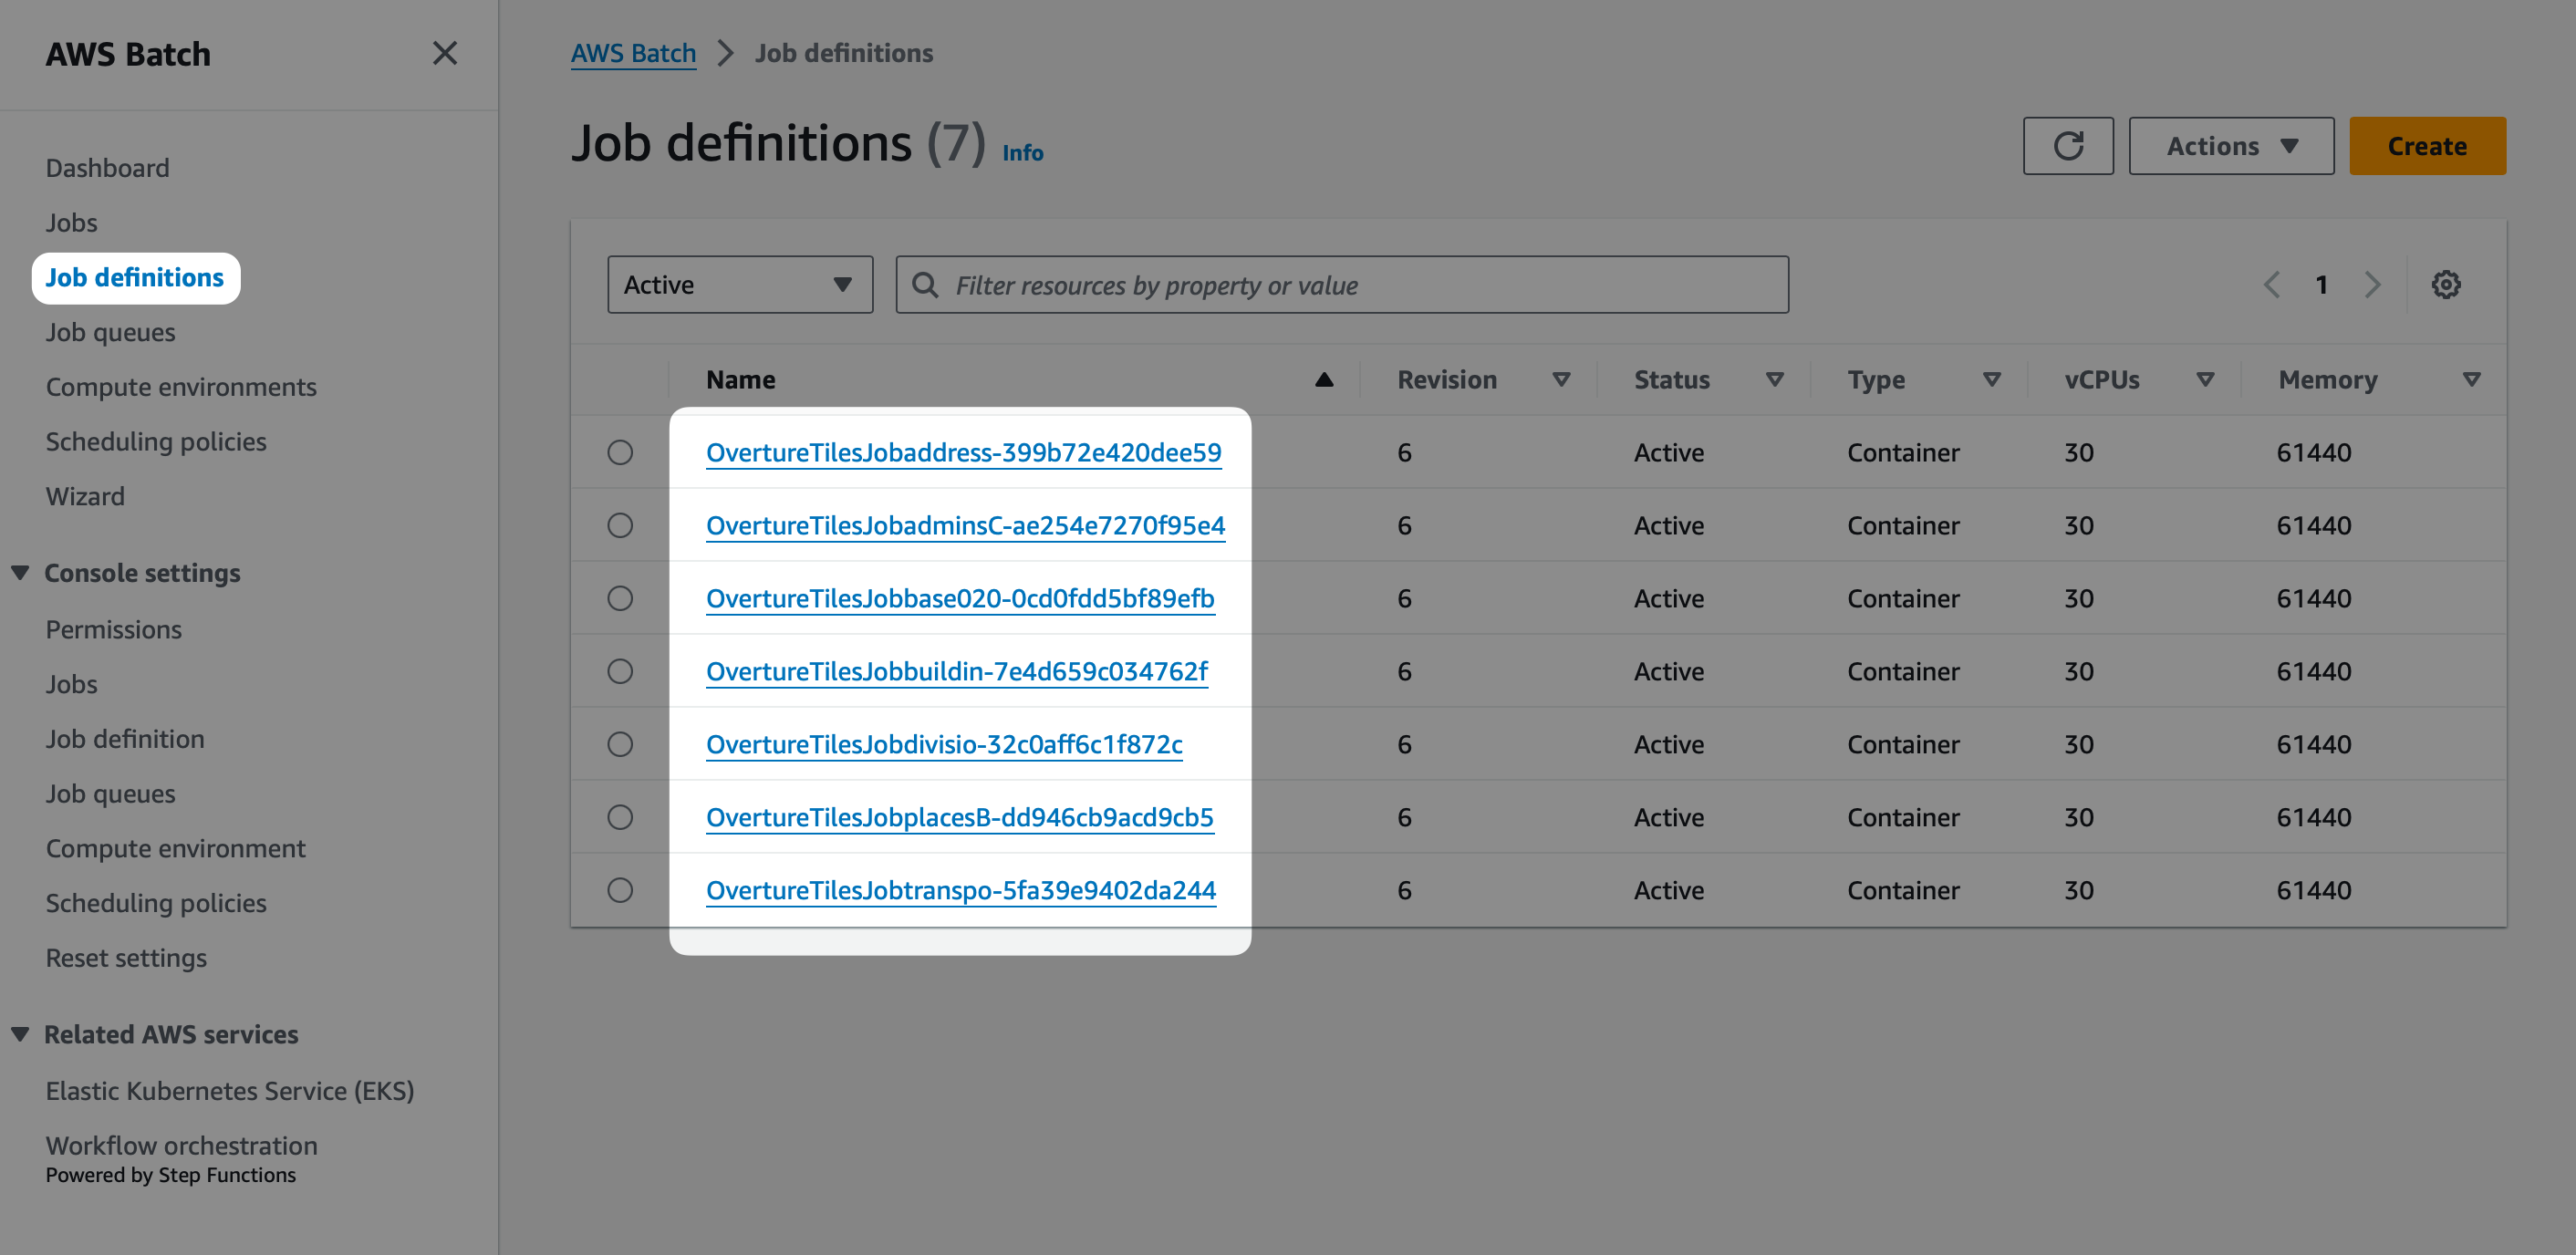 AWS Batch
Dashboard
Jobs
Job definitions
Job queues
Compute environments
Scheduling policies
Wizard
Console settings
Permissions
Jobs
Job definition
Job queues
Compute environment
Scheduling policies
Reset settings
Related AWS services
Elastic Kubernetes Service (EKS)
Workflow orchestration
Powered by Step Functions
AWS Batch Job definitions
Job definitions (7) Info
Actions Create
Active Filter resources by property or value 1
Name Revision Status Type vCPUs Memory
OvertureTilesJobaddress-399b72e420dee59 6 Active Container 30 61440
OvertureTilesJobadminsC-ae254e7270f95e4 6 Active Container 30 61440
OvertureTilesJobbase020-0cd0fdd5bf89efb 6 Active Container 30 61440
OvertureTilesJobbuildin-7e4d659c034762f 6 Active Container 30 61440
OvertureTilesJobdivisio-32c0aff6c1f872c 6 Active Container 30 61440
OvertureTilesJobplacesB-dd946cb9acd9cb5 6 Active Container 30 61440
OvertureTilesJobtranspo-5fa39e9402da244 6 Active Container 30 61440